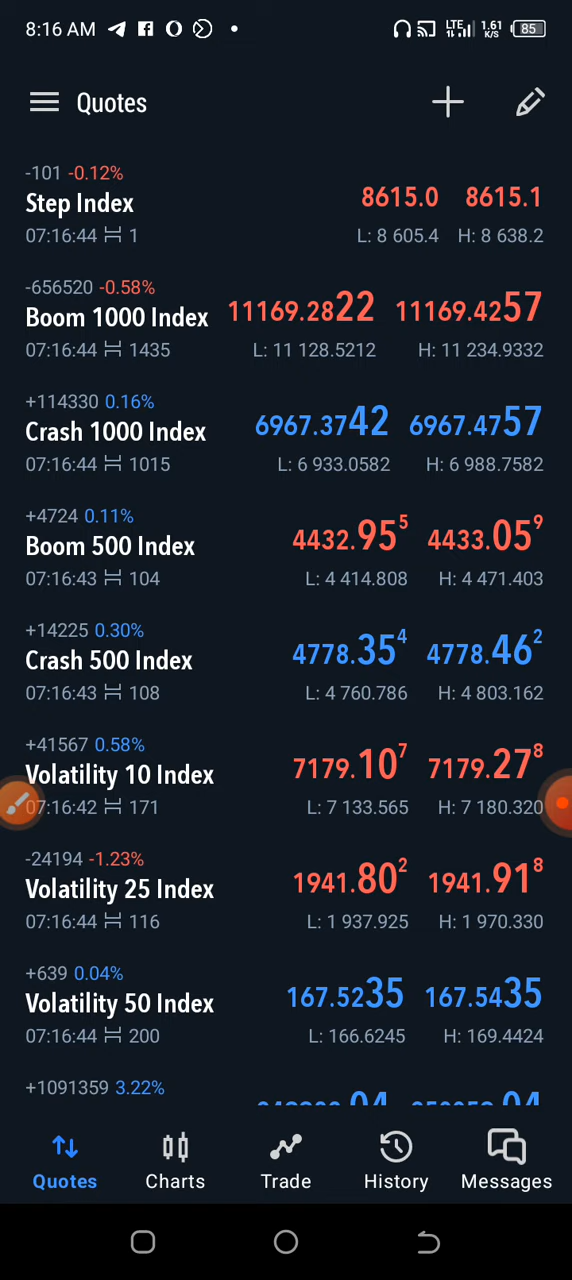 8:16 AM
LTE 1.61 K/S 85
Quotes
-101 -0.12%
Step Index 8615.0 8615.1
07:16:44 1 L: 8 605.4 H: 8 638.2
-656520 -0.58%
Boom 1000 Index 11169.2822 11169.4257
07:16:44 1435 L: 11 128.5212 H: 11 234.9332
+114330 0.16%
Crash 1000 Index 6967.3742 6967.4757
07:16:44 1015 L: 6 933.0582 H: 6 988.7582
+4724 0.11%
Boom 500 Index 4432.955 4433.059
07:16:43 104 L: 4 414.808 H: 4 471.403
+14225 0.30%
Crash 500 Index 4778.354 4778.462
07:16:43 108 L: 4 760.786 H: 4 803.162
+41567 0.58%
Volatility 10 Index 7179.107 7179.278
07:16:42 171 L: 7 133.565 H: 7 180.320
-24194 -1.23%
Volatility 25 Index 1941.802 1941.918
07:16:44 116 L: 1 937.925 H: 1 970.330
+639 0.04%
Volatility 50 Index 167.5235 167.5435
07:16:44 200 L: 166.6245 H: 169.4424
+1091359 3.22%
Quotes Charts Trade History Messages